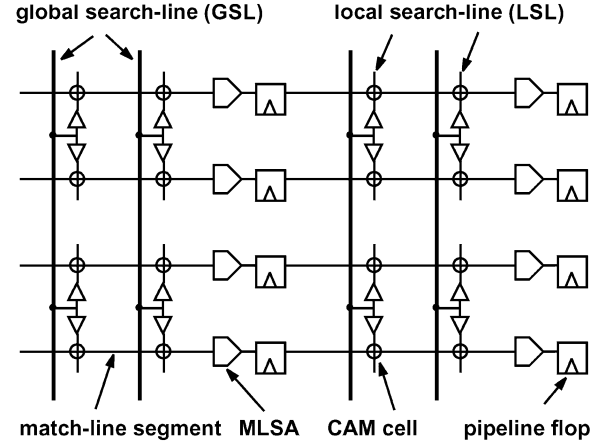 global search-line (GSL)
local search-line (LSL)
match-line segment
MLSA
CAM cell
pipeline flop